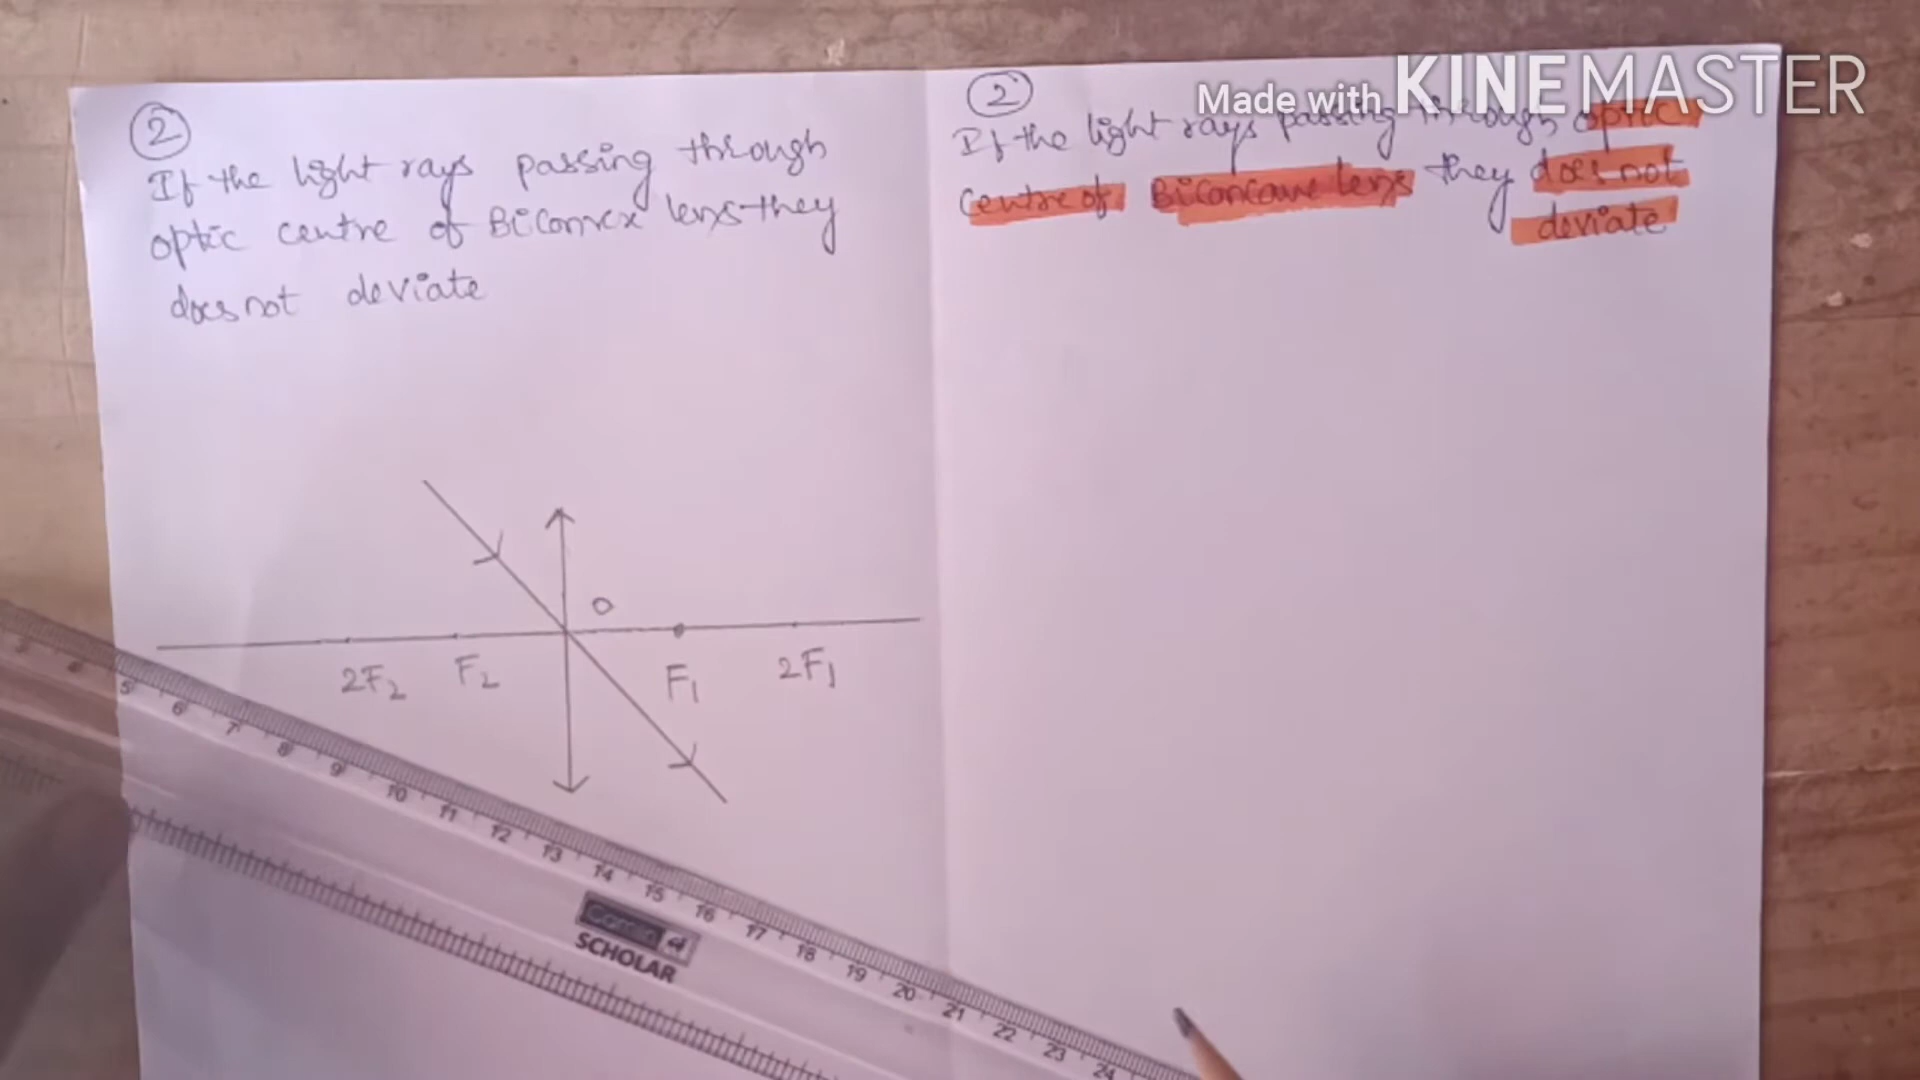 Made with KINEMASTER
2
If the light rays passing through
optic centre of Biconvex lens they
does not deviate
2
If the light rays passing through optic
centre of Biconcave lens they does not
deviate
O
2F₂ F₂ F₁ 2F₁
5 6 7 8 9 10 11 12 13 14 15 16 17 18 19 20 21 22 23 24
SCHOLAR